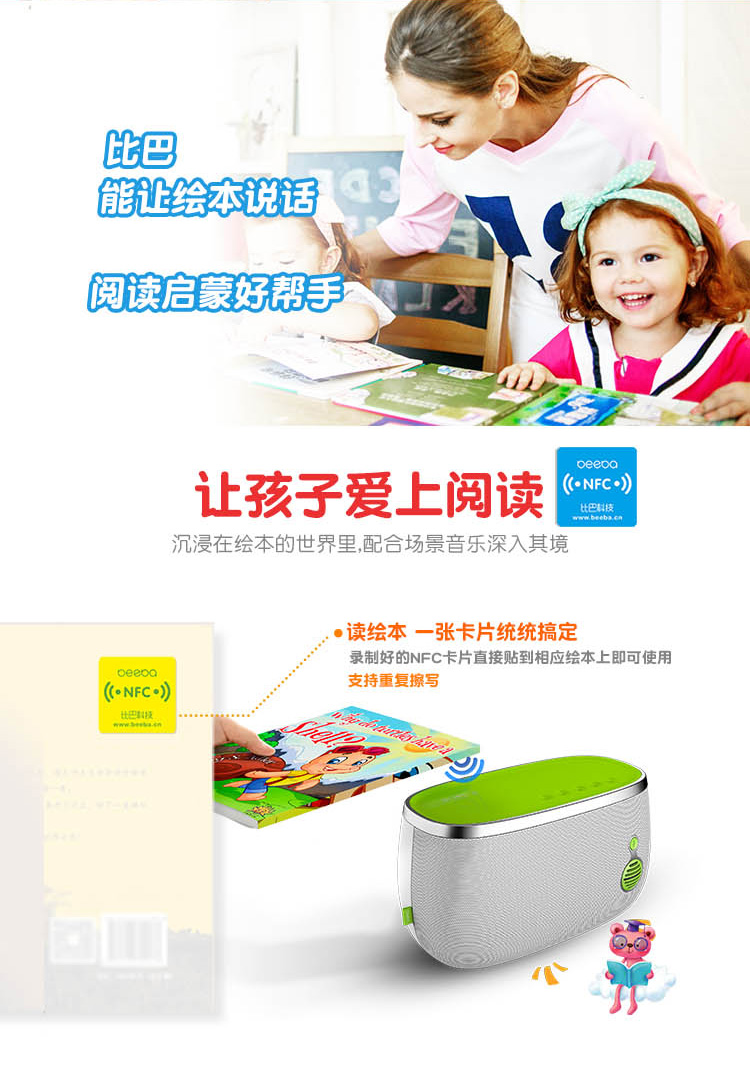 比巴
能让绘本说话
阅读启蒙好帮手
让孩子爱上阅读
beeba
NFC
比巴科技
www.beeba.cn
沉浸在绘本的世界里,配合场景音乐深入其境
读绘本 一张卡片统统搞定
录制好的NFC卡片直接贴到相应绘本上即可使用
支持重复擦写
beeba
NFC
比巴科技
www.beeba.cn
Shell?